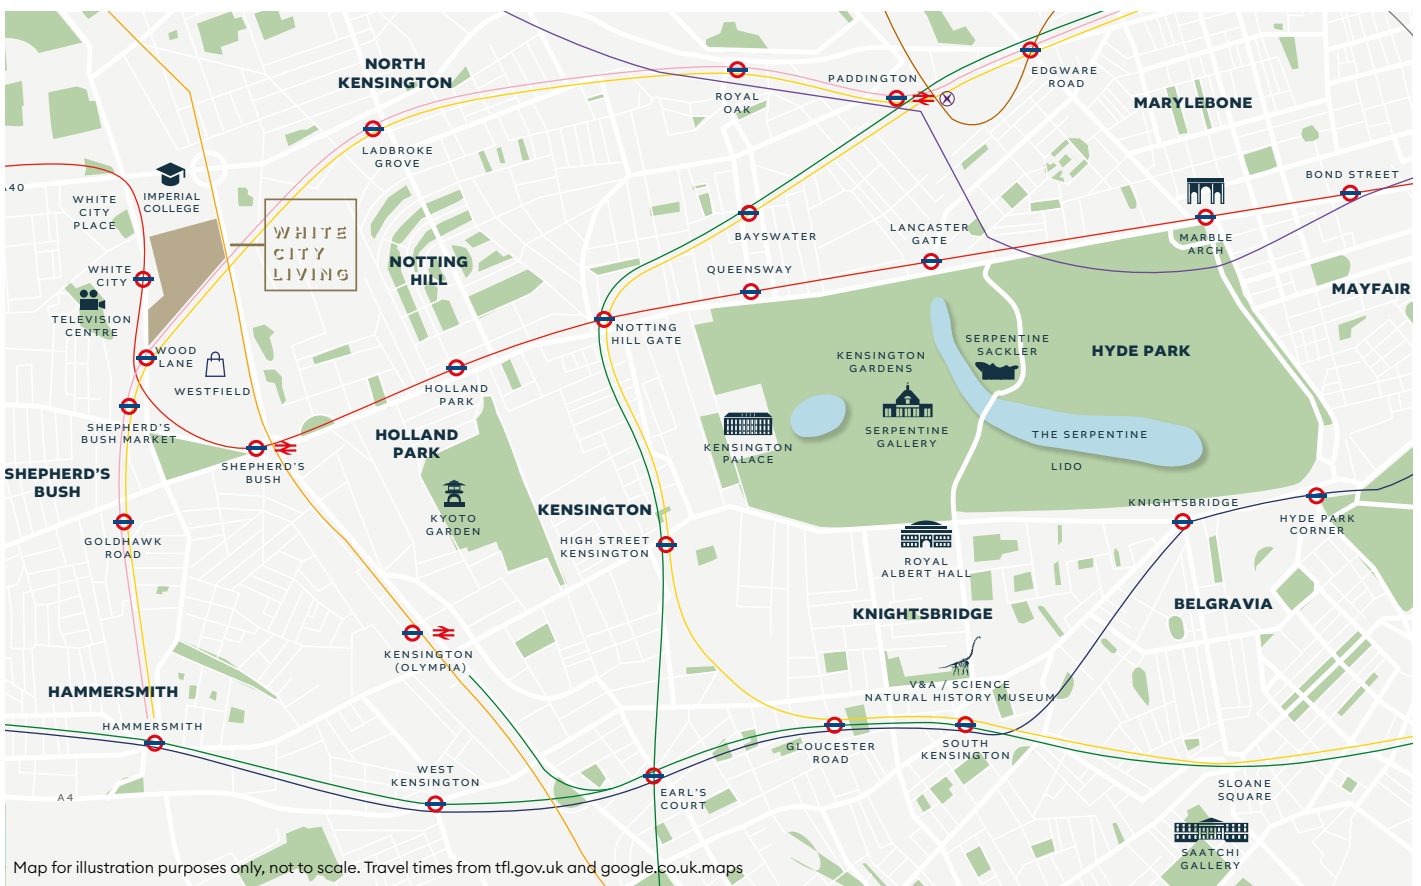 NORTH
KENSINGTON
ROYAL
OAK
PADDINGTON
EDGWARE
ROAD
MARYLEBONE
LADBROKE
GROVE
A40
IMPERIAL
COLLEGE
WHITE
CITY
PLACE
WHITE
CITY
LIVING
BOND STREET
MARBLE
ARCH
BAYSWATER
LANCASTER
GATE
QUEENSWAY
NOTTING
HILL
WHITE
CITY
TELEVISION
CENTRE
MAYFAIR
NOTTING
HILL GATE
WOOD
LANE
WESTFIELD
HOLLAND
PARK
KENSINGTON
GARDENS
SERPENTINE
SACKLER
HYDE PARK
SERPENTINE
GALLERY
KENSINGTON
PALACE
THE SERPENTINE
LIDO
SHEPHERD'S
BUSH MARKET
HOLLAND
PARK
SHEPHERD'S
BUSH
SHEPHERD'S
BUSH
KYOTO
GARDEN
KENSINGTON
KNIGHTSBRIDGE
HYDE PARK
CORNER
GOLDHAWK
ROAD
HIGH STREET
KENSINGTON
ROYAL
ALBERT HALL
KNIGHTSBRIDGE
BELGRAVIA
KENSINGTON
(OLYMPIA)
V&A / SCIENCE
NATURAL HISTORY MUSEUM
HAMMERSMITH
HAMMERSMITH
GLOUCESTER
ROAD
SOUTH
KENSINGTON
WEST
KENSINGTON
EARL'S
COURT
SLOANE
SQUARE
A4
SAATCHI
GALLERY
Map for illustration purposes only, not to scale. Travel times from tfl.gov.uk and google.co.uk.maps